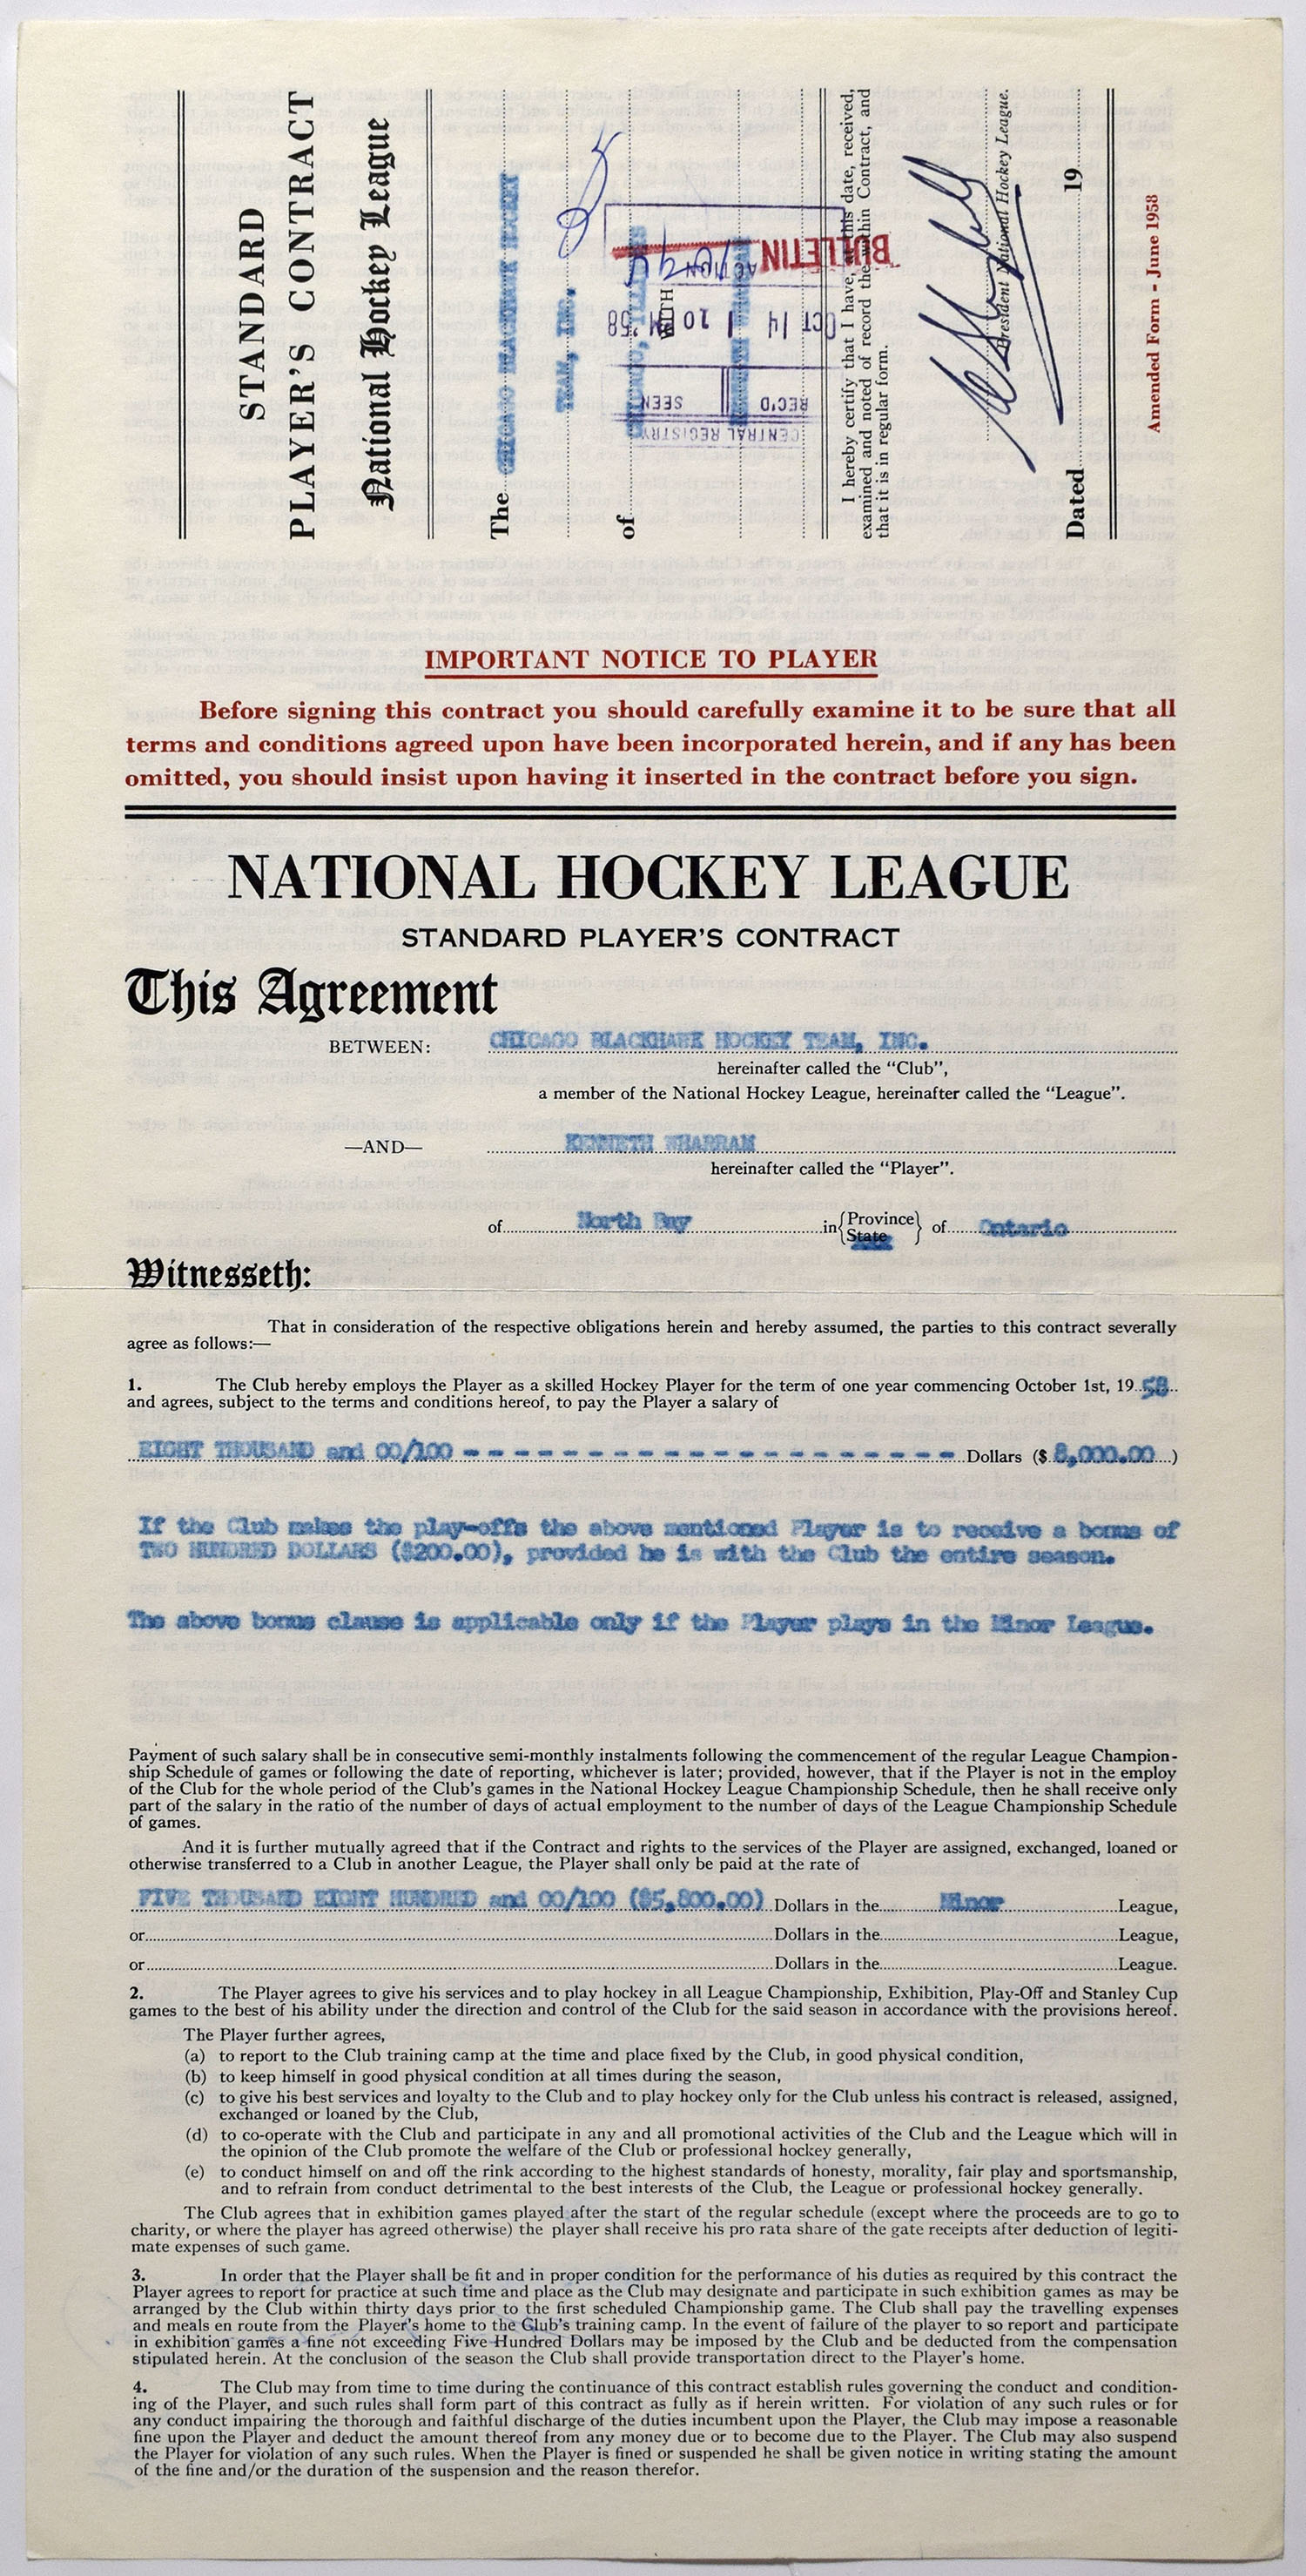 STANDARD
PLAYER'S CONTRACT
National Hockey League
The CHICAGO BLACKHAWK HOCKEY
TEAM, INC.
of CHICAGO, ILLINOIS
WITH
KENNETH WHARRAM
CENTRAL REGISTRY
REC'D SEEN
OCT 14 10 '58
ACTION
BULLETIN
I hereby certify that I have, at this date, received,
examined and noted of record the within Contract, and
that it is in regular form.
President National Hockey League.
Dated 19
Amended Form - June 1958
IMPORTANT NOTICE TO PLAYER
Before signing this contract you should carefully examine it to be sure that all
terms and conditions agreed upon have been incorporated herein, and if any has been
omitted, you should insist upon having it inserted in the contract before you sign.
NATIONAL HOCKEY LEAGUE
STANDARD PLAYER'S CONTRACT
This Agreement
BETWEEN: CHICAGO BLACKHAWK HOCKEY TEAM, INC.
hereinafter called the "Club",
a member of the National Hockey League, hereinafter called the "League".
—AND— KENNETH WHARRAM
hereinafter called the "Player".
of North Bay in {Province State} of Ontario
Witnesseth:
That in consideration of the respective obligations herein and hereby assumed, the parties to this contract severally
agree as follows:—
1. The Club hereby employs the Player as a skilled Hockey Player for the term of one year commencing October 1st, 19 58
and agrees, subject to the terms and conditions hereof, to pay the Player a salary of
EIGHT THOUSAND and 00/100 - - - - - - - - - - - - - - - - - - - - Dollars ($ 8,000.00 )
If the Club makes the play-offs the above mentioned Player is to receive a bonus of
TWO HUNDRED DOLLARS ($200.00), provided he is with the Club the entire season.
The above bonus clause is applicable only if the Player plays in the Minor League.
Payment of such salary shall be in consecutive semi-monthly instalments following the commencement of the regular League Champion-
ship Schedule of games or following the date of reporting, whichever is later; provided, however, that if the Player is not in the employ
of the Club for the whole period of the Club's games in the National Hockey League Championship Schedule, then he shall receive only
part of the salary in the ratio of the number of days of actual employment to the number of days of the League Championship Schedule
of games.
And it is further mutually agreed that if the Contract and rights to the services of the Player are assigned, exchanged, loaned or
otherwise transferred to a Club in another League, the Player shall only be paid at the rate of
FIVE THOUSAND EIGHT HUNDRED and 00/100 ($5,800.00) Dollars in the Minor League,
or Dollars in the League,
or Dollars in the League.
2. The Player agrees to give his services and to play hockey in all League Championship, Exhibition, Play-Off and Stanley Cup
games to the best of his ability under the direction and control of the Club for the said season in accordance with the provisions hereof.
The Player further agrees,
(a) to report to the Club training camp at the time and place fixed by the Club, in good physical condition,
(b) to keep himself in good physical condition at all times during the season,
(c) to give his best services and loyalty to the Club and to play hockey only for the Club unless his contract is released, assigned,
exchanged or loaned by the Club,
(d) to co-operate with the Club and participate in any and all promotional activities of the Club and the League which will in
the opinion of the Club promote the welfare of the Club or professional hockey generally,
(e) to conduct himself on and off the rink according to the highest standards of honesty, morality, fair play and sportsmanship,
and to refrain from conduct detrimental to the best interests of the Club, the League or professional hockey generally.
The Club agrees that in exhibition games played after the start of the regular schedule (except where the proceeds are to go to
charity, or where the player has agreed otherwise) the player shall receive his pro rata share of the gate receipts after deduction of legiti-
mate expenses of such game.
3. In order that the Player shall be fit and in proper condition for the performance of his duties as required by this contract the
Player agrees to report for practice at such time and place as the Club may designate and participate in such exhibition games as may be
arranged by the Club within thirty days prior to the first scheduled Championship game. The Club shall pay the travelling expenses
and meals en route from the Player's home to the Club's training camp. In the event of failure of the player to so report and participate
in exhibition games a fine not exceeding Five Hundred Dollars may be imposed by the Club and be deducted from the compensation
stipulated herein. At the conclusion of the season the Club shall provide transportation direct to the Player's home.
4. The Club may from time to time during the continuance of this contract establish rules governing the conduct and condition-
ing of the Player, and such rules shall form part of this contract as fully as if herein written. For violation of any such rules or for
any conduct impairing the thorough and faithful discharge of the duties incumbent upon the Player, the Club may impose a reasonable
fine upon the Player and deduct the amount thereof from any money due or to become due to the Player. The Club may also suspend
the Player for violation of any such rules. When the Player is fined or suspended he shall be given notice in writing stating the amount
of the fine and/or the duration of the suspension and the reason therefor.